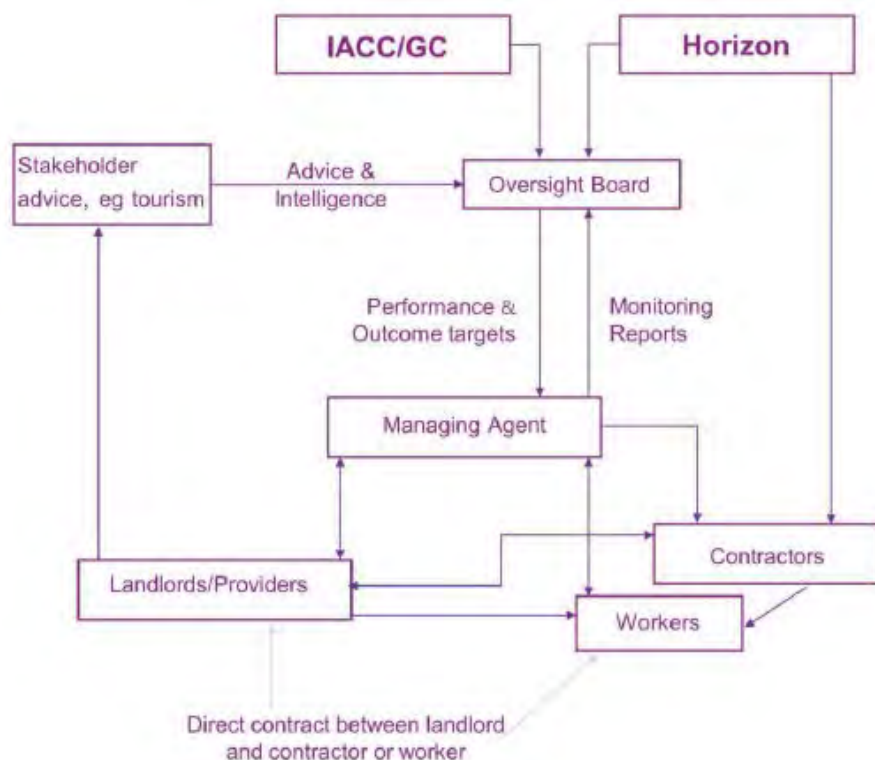 IACC/GC
Horizon
Stakeholder
advice, eg tourism
Advice &
Intelligence
Oversight Board
Performance &
Outcome targets
Monitoring
Reports
Managing Agent
Contractors
Landlords/Providers
Workers
Direct contract between landlord
and contractor or worker